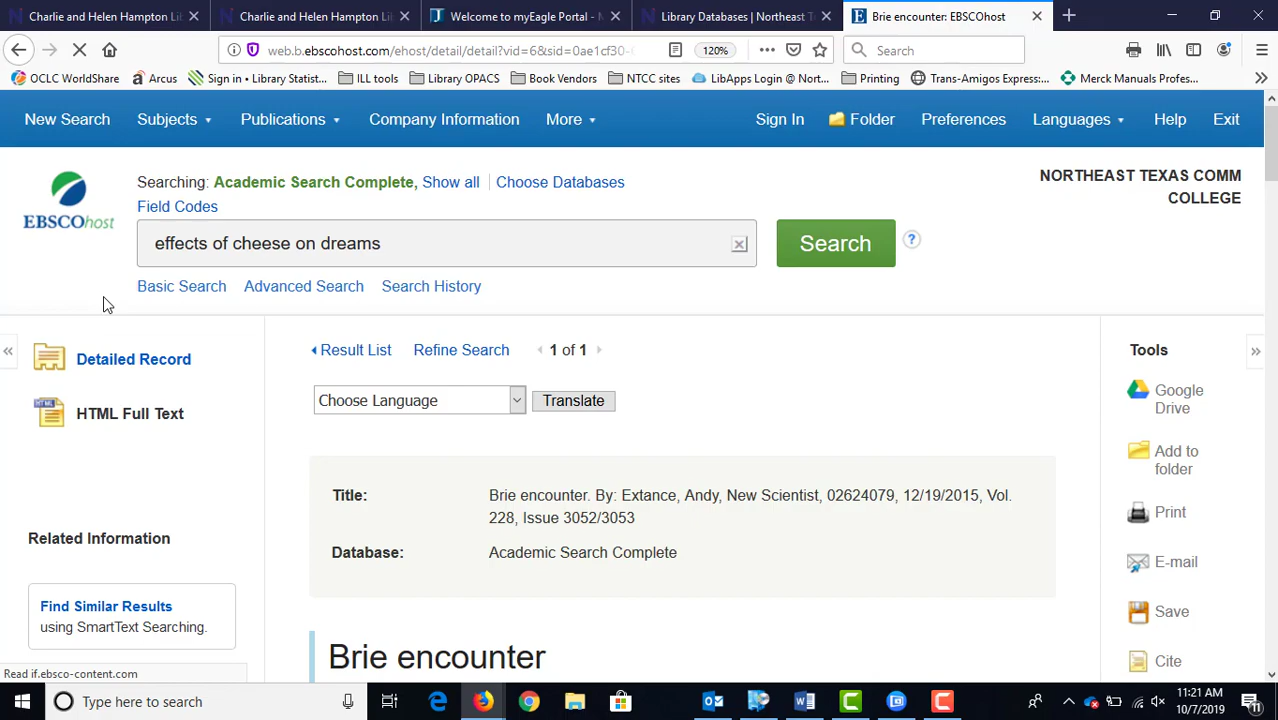 Charlie and Helen Hampton Li
Charlie and Helen Hampton Li
Welcome to myEagle Portal - N
Library Databases | Northeast T
Brie encounter: EBSCOhost
web.b.ebscohost.com/ehost/detail/detail?vid=6&sid=0ae1cf30-
120%
Search
OCLC WorldShare
Arcus
Sign in • Library Statist...
ILL tools
Library OPACS
Book Vendors
NTCC sites
LibApps Login @ Nort...
Printing
Trans-Amigos Express:...
Merck Manuals Profes...
New Search
Subjects
Publications
Company Information
More
Sign In
Folder
Preferences
Languages
Help
Exit
EBSCOhost
Searching: Academic Search Complete, Show all
Choose Databases
NORTHEAST TEXAS COMM
COLLEGE
Field Codes
effects of cheese on dreams
Search
?
Basic Search
Advanced Search
Search History
Detailed Record
HTML Full Text
Related Information
Find Similar Results
using SmartText Searching.
Result List
Refine Search
1 of 1
Choose Language
Translate
Title:
Brie encounter. By: Extance, Andy, New Scientist, 02624079, 12/19/2015, Vol.
228, Issue 3052/3053
Database:
Academic Search Complete
Brie encounter
Tools
Google
Drive
Add to
folder
Print
E-mail
Save
Cite
Read if.ebsco-content.com
Type here to search
11:21 AM
10/7/2019